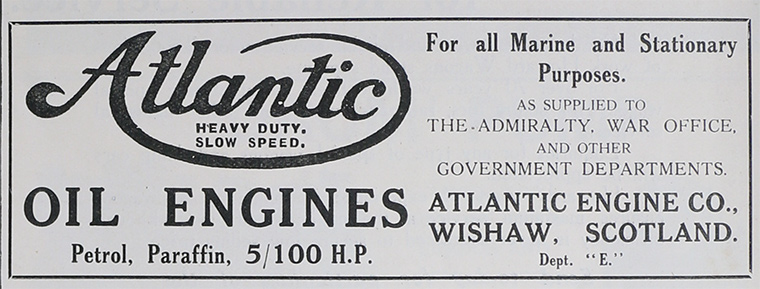 Atlantic
HEAVY DUTY.
SLOW SPEED.
OIL ENGINES
Petrol, Paraffin, 5/100 H.P.
For all Marine and Stationary
Purposes.
AS SUPPLIED TO
THE ADMIRALTY, WAR OFFICE,
AND OTHER
GOVERNMENT DEPARTMENTS.
ATLANTIC ENGINE CO.,
WISHAW, SCOTLAND.
Dept. "E."